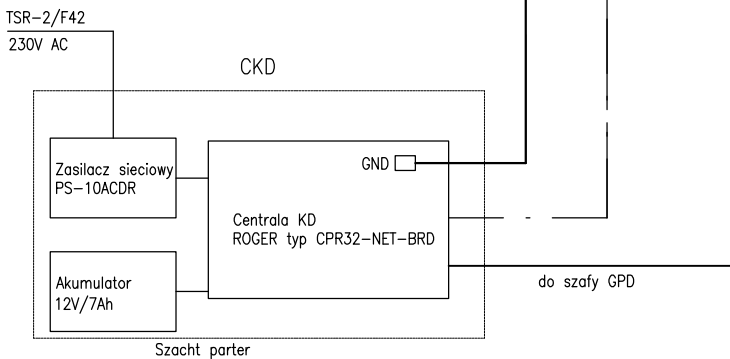 TSR-2/F42
230V AC
CKD
Zasilacz sieciowy
PS-10ACDR
GND
Centrala KD
ROGER typ CPR32-NET-BRD
Akumulator
12V/7Ah
do szafy GPD
Szacht parter